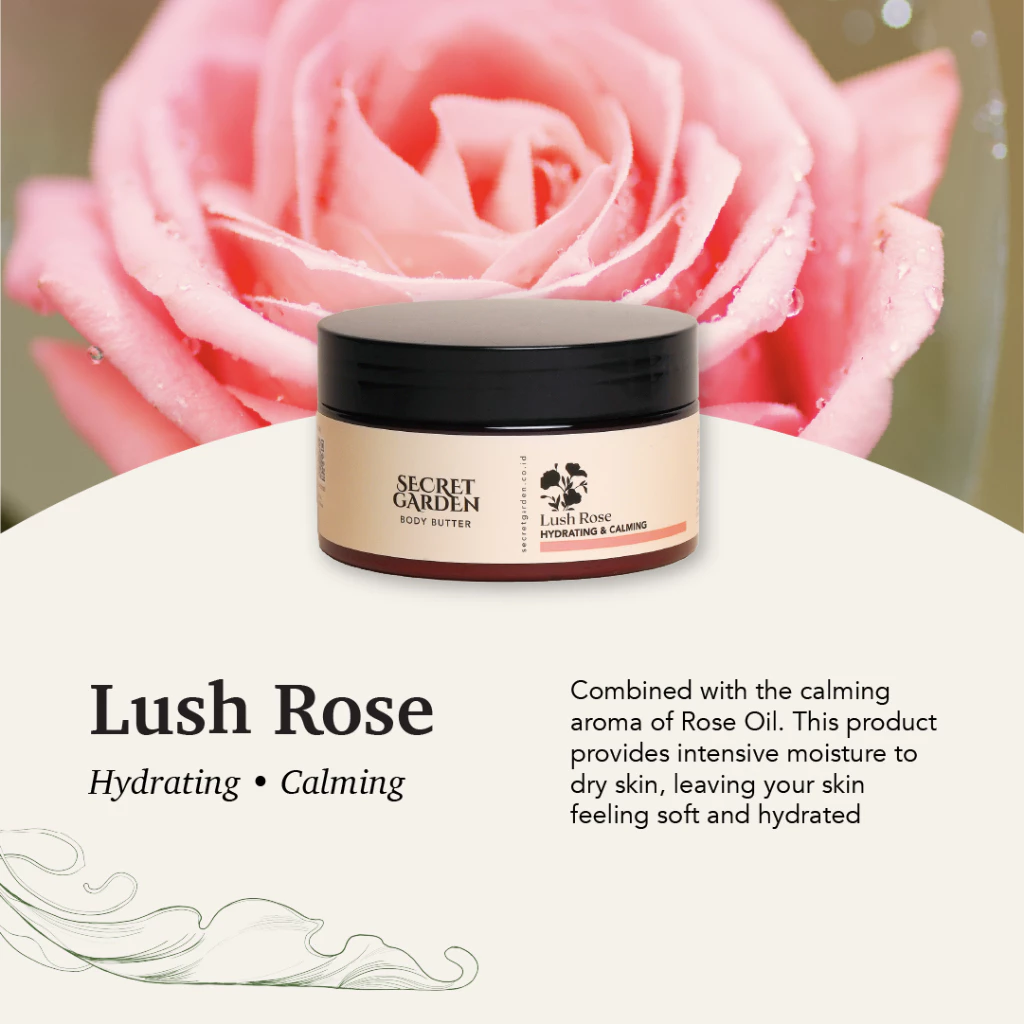 SECRET
GARDEN
BODY BUTTER
secretgarden.co.id
Lush Rose
HYDRATING & CALMING
Lush Rose
Hydrating • Calming
Combined with the calming
aroma of Rose Oil. This product
provides intensive moisture to
dry skin, leaving your skin
feeling soft and hydrated